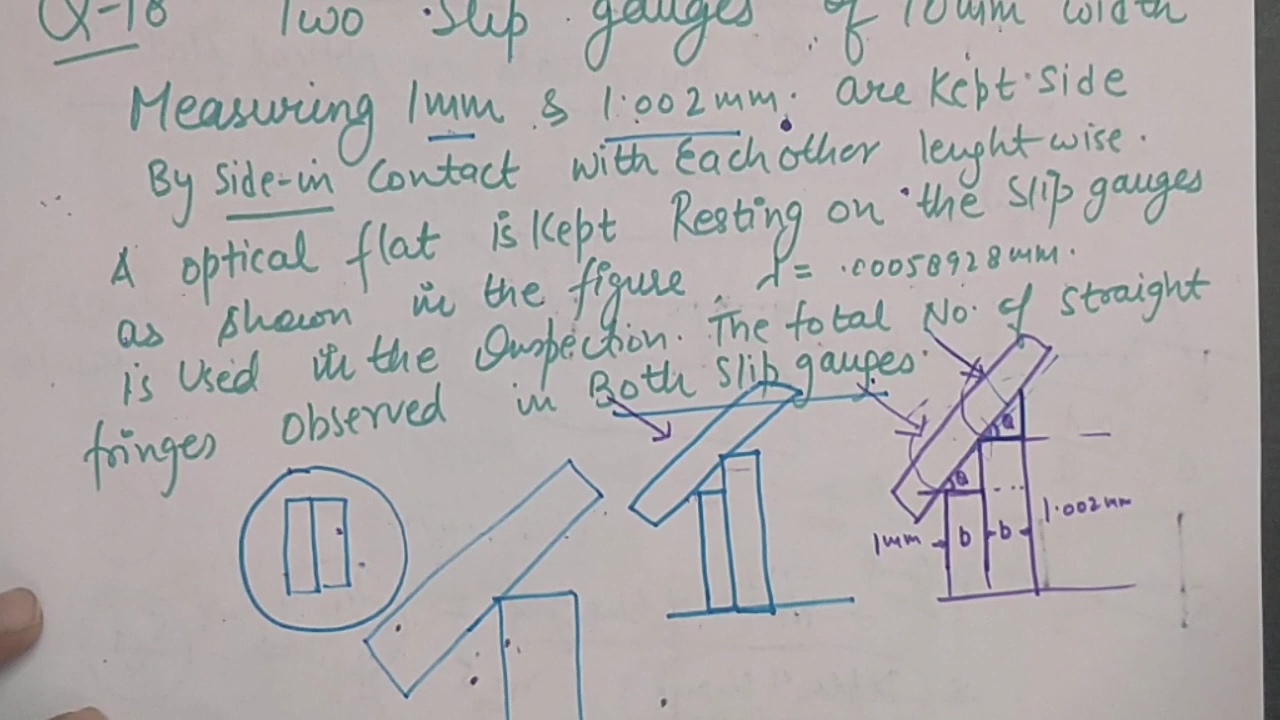 Q-18 Two Slip gauges of 10mm width
Measuring 1mm & 1.002mm. are Kept Side
By Side-in Contact with Each other lenght wise.
A optical flat is Kept Resting on the Slip gauges
as shown in the figure. λ = .00058928mm.
is Used in the Inspection. The total No. of Straight
fringes observed in Both Slip gauges.
θ
θ
1mm b b 1.002mm